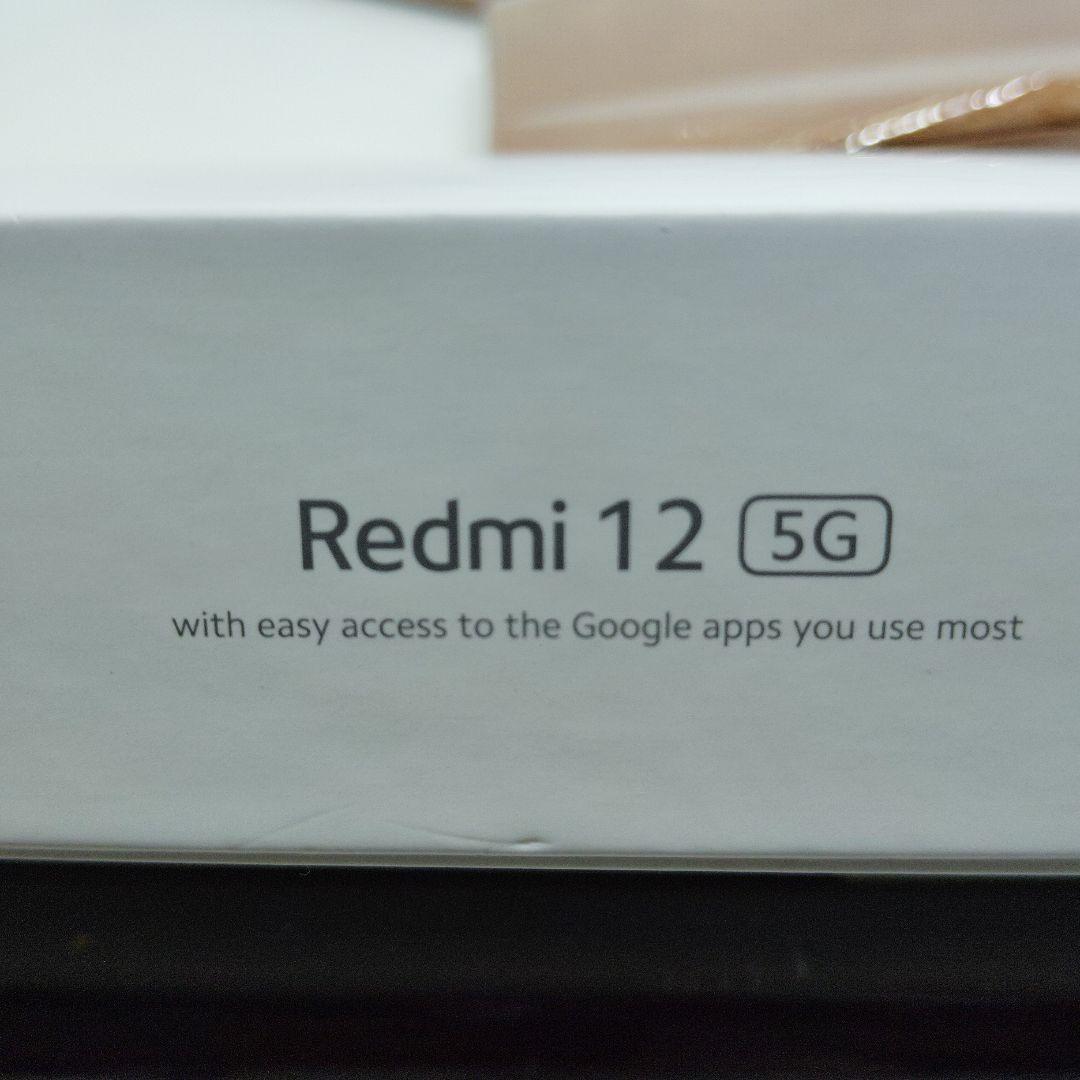 Redmi 12 5G
with easy access to the Google apps you use most